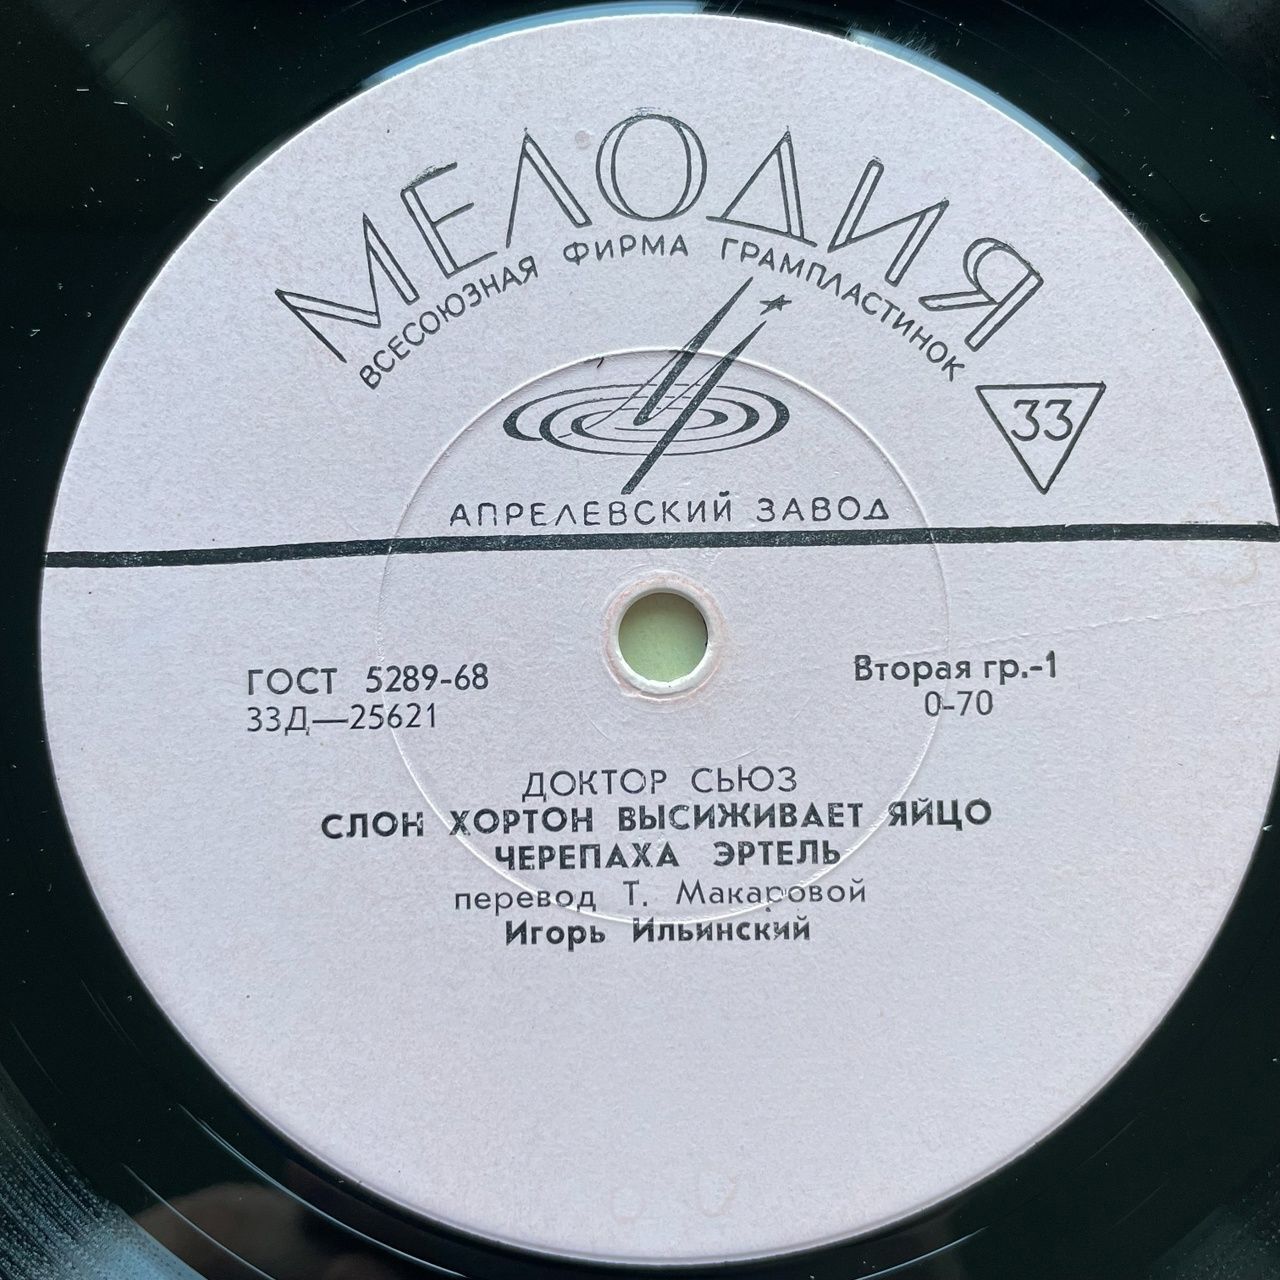 МЕЛОДИЯ
ВСЕСОЮЗНАЯ ФИРМА ГРАМПЛАСТИНОК
33
АПРЕЛЕВСКИЙ ЗАВОД
ГОСТ 5289-68
33Д—25621
Вторая гр.-1
0-70
ДОКТОР СЬЮЗ
СЛОН ХОРТОН ВЫСИЖИВАЕТ ЯЙЦО
ЧЕРЕПАХА ЭРТЕЛЬ
перевод Т. Макаровой
Игорь Ильинский